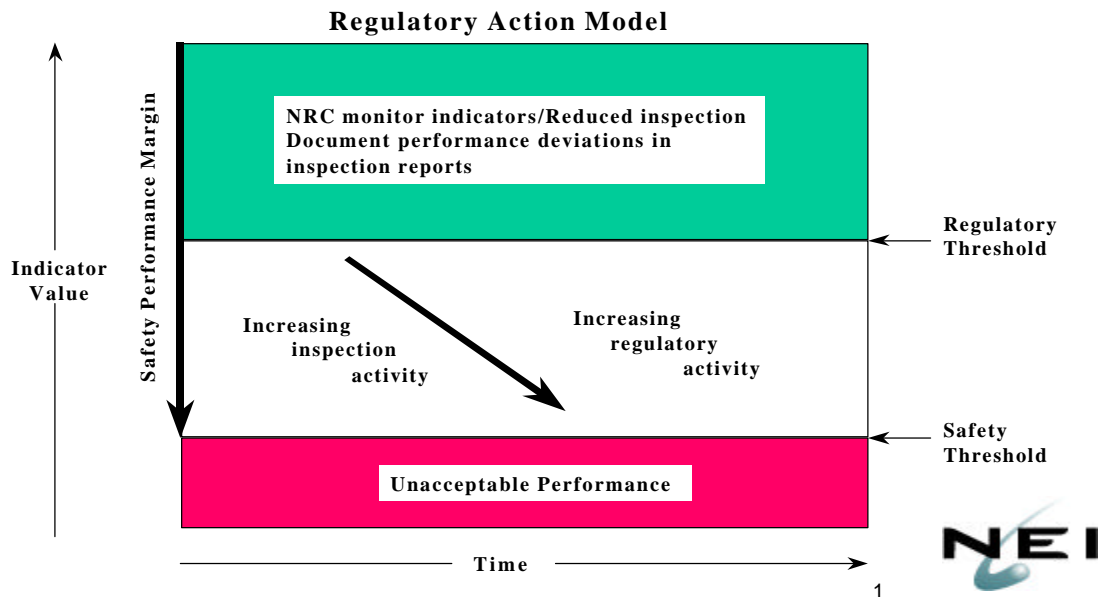 Regulatory Action Model
NRC monitor indicators/Reduced inspection
Document performance deviations in
inspection reports
Safety Performance Margin
Indicator
Value
Regulatory
Threshold
Increasing
inspection
activity
Increasing
regulatory
activity
Safety
Threshold
Unacceptable Performance
Time
NEI
1